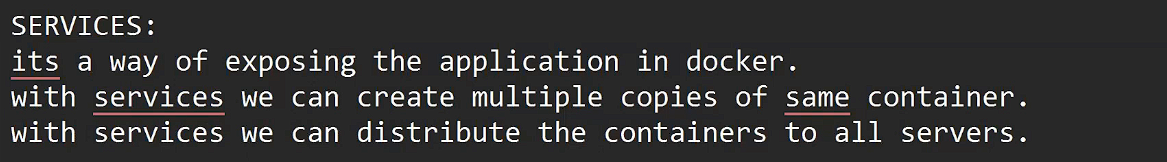 SERVICES:
its a way of exposing the application in docker.
with services we can create multiple copies of same container.
with services we can distribute the containers to all servers.